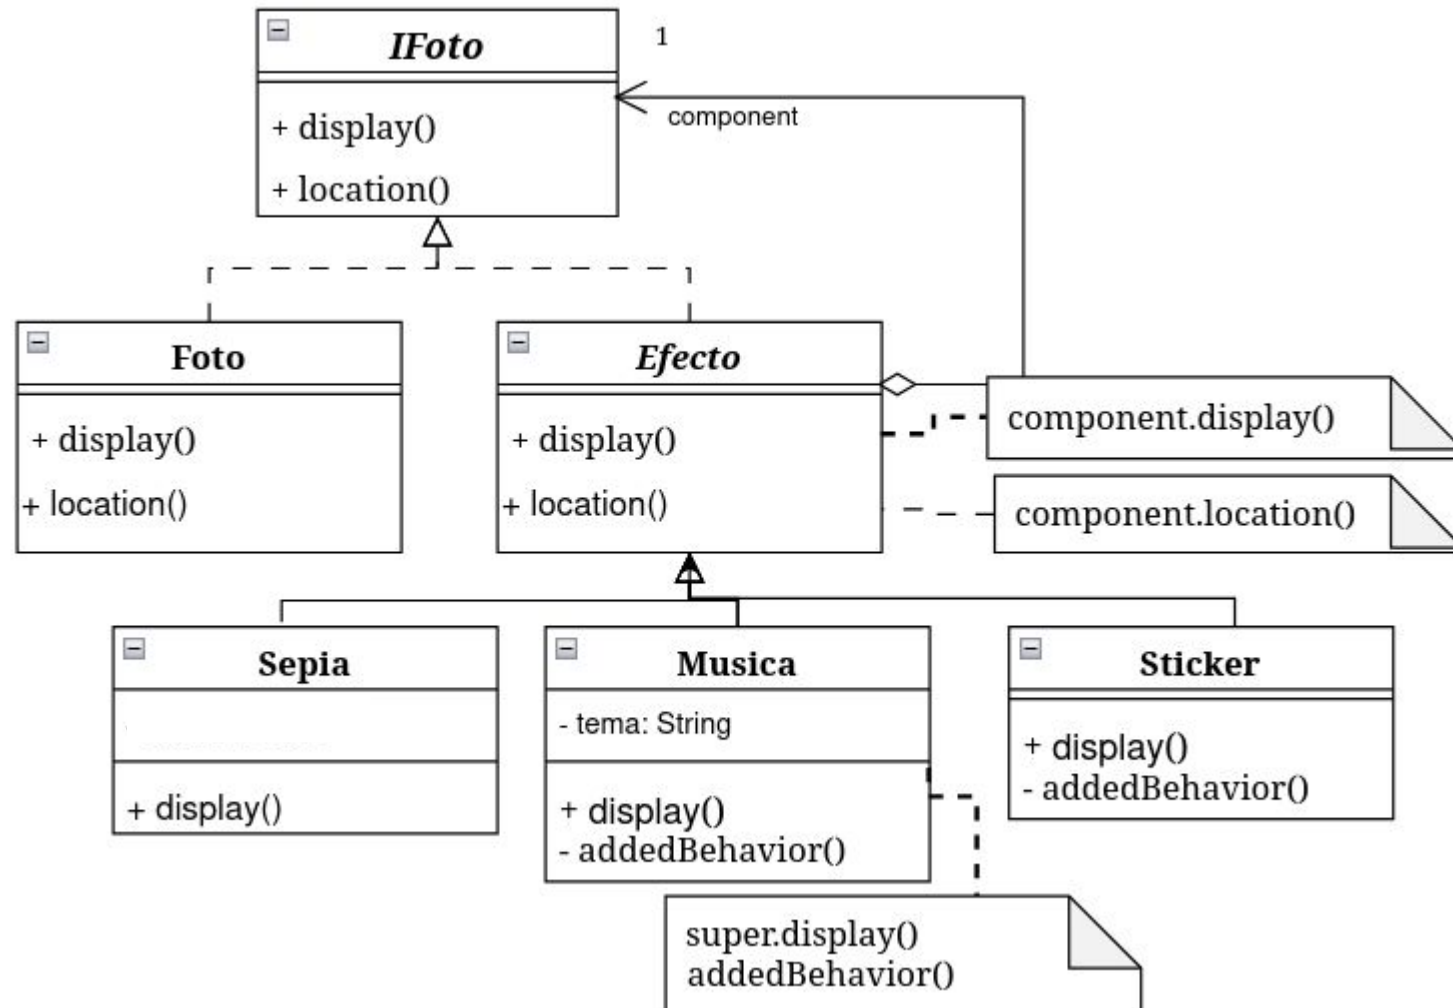 IFoto
1
component
+ display()
+ location()
Foto
+ display()
+ location()
Efecto
+ display()
+ location()
component.display()
component.location()
Sepia
+ display()
Musica
- tema: String
+ display()
- addedBehavior()
Sticker
+ display()
- addedBehavior()
super.display()
addedBehavior()